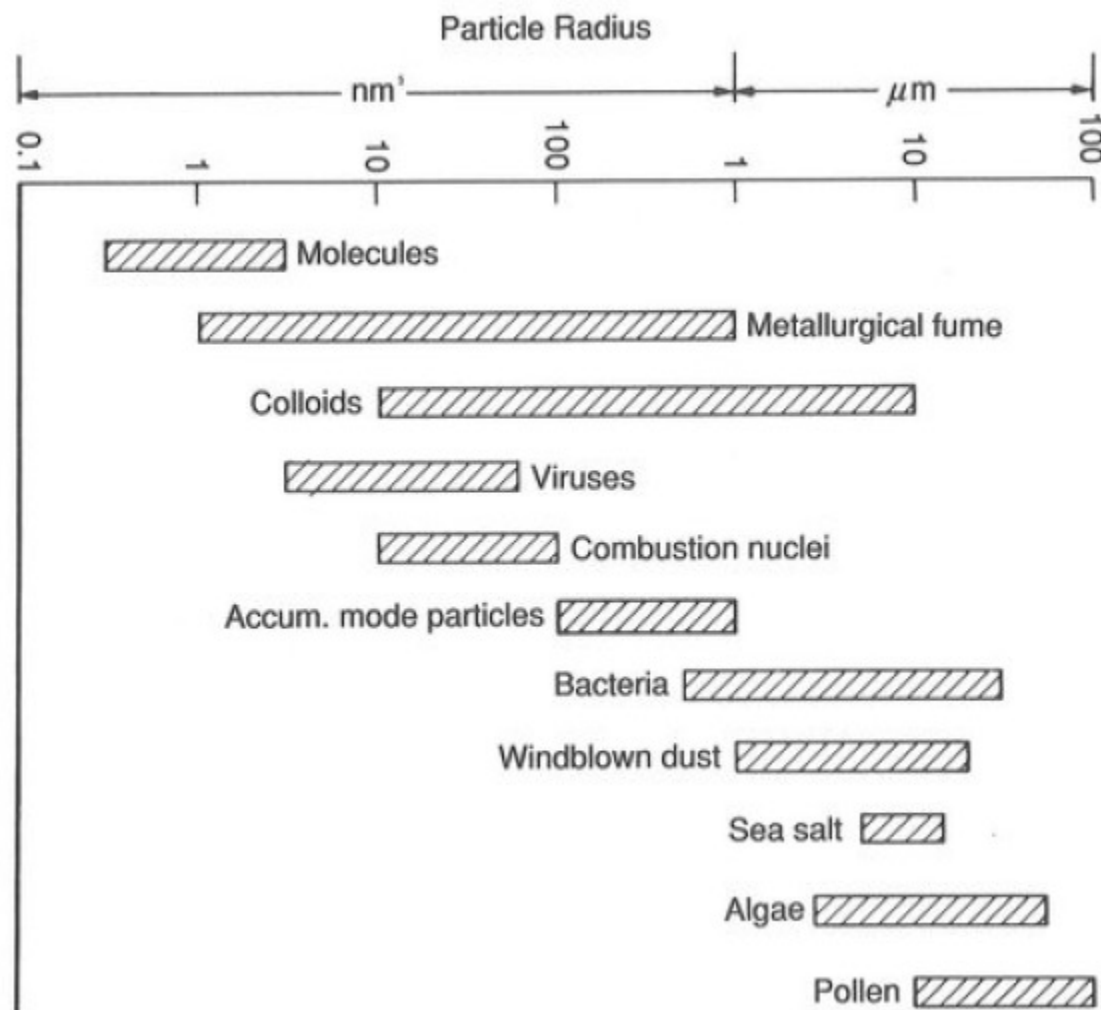 Particle Radius
nm' μm
0.1 1 10 100 1 10 100
Molecules
Metallurgical fume
Colloids
Viruses
Combustion nuclei
Accum. mode particles
Bacteria
Windblown dust
Sea salt
Algae
Pollen